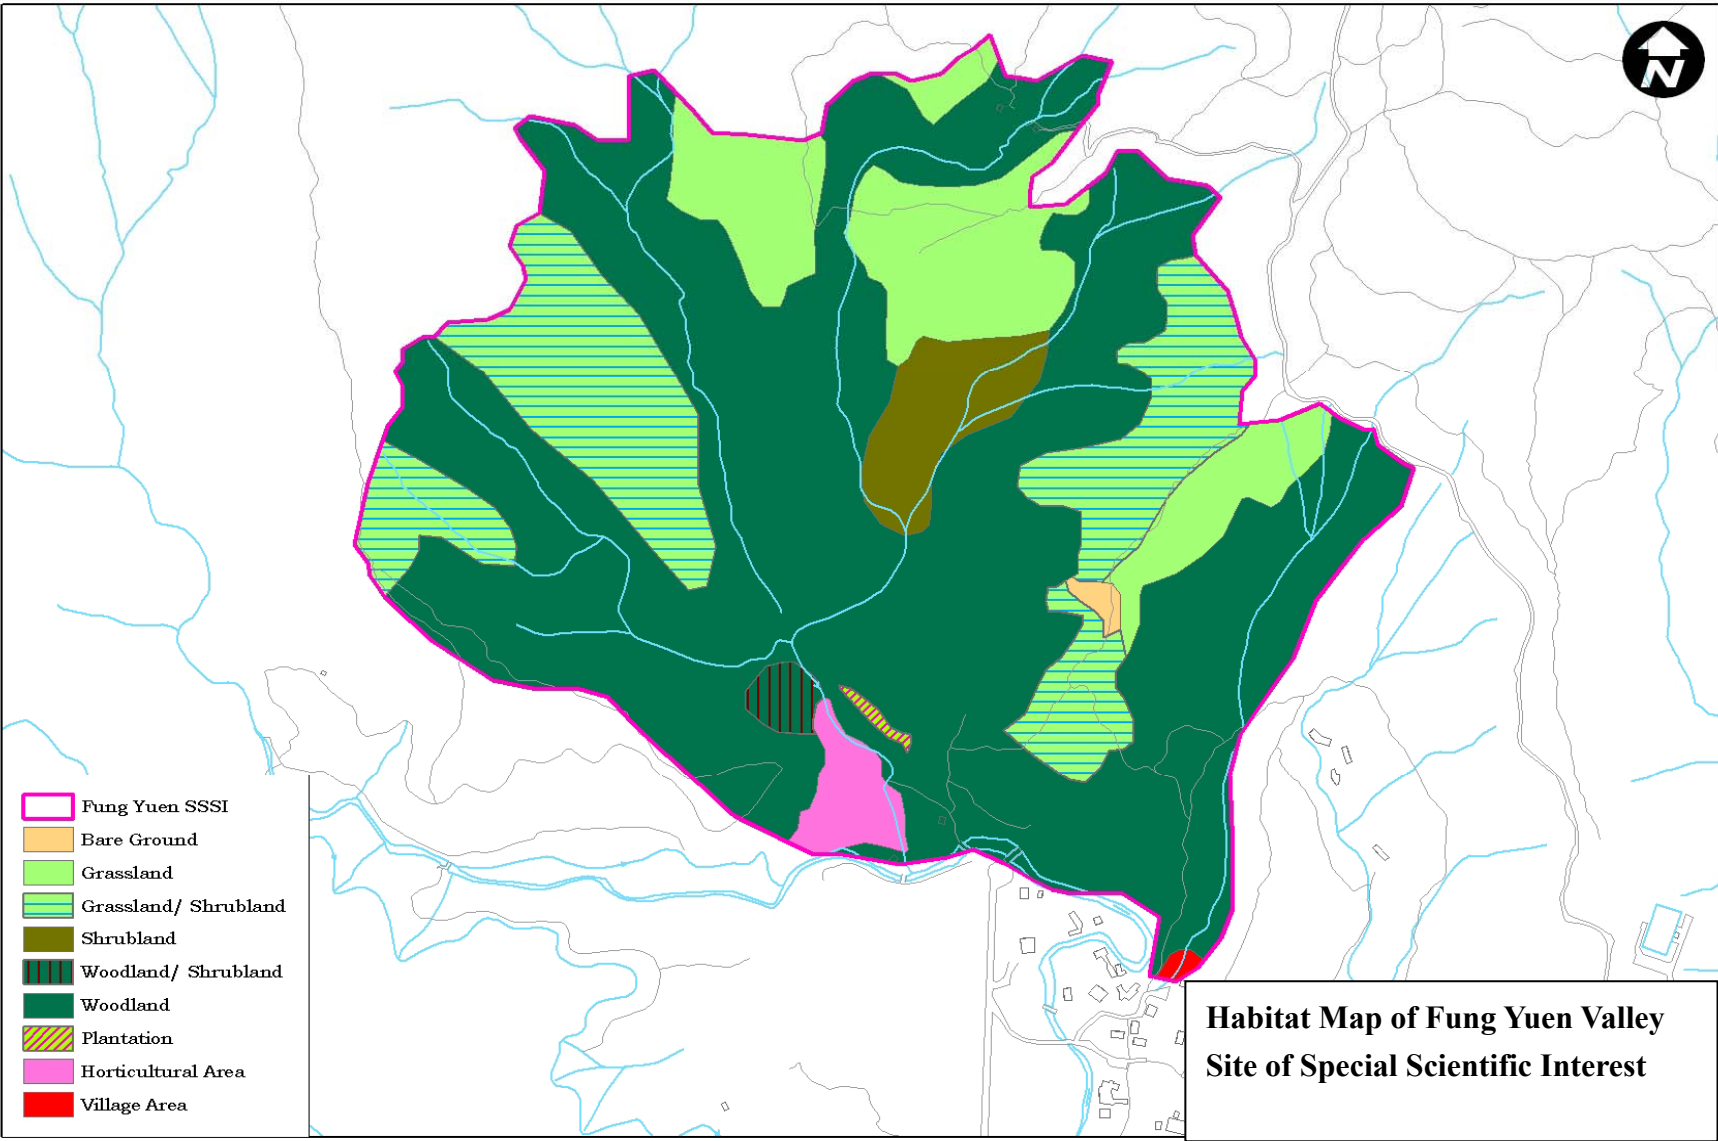 N
Fung Yuen SSSI
Bare Ground
Grassland
Grassland/ Shrubland
Shrubland
Woodland/ Shrubland
Woodland
Plantation
Horticultural Area
Village Area
Habitat Map of Fung Yuen Valley
Site of Special Scientific Interest